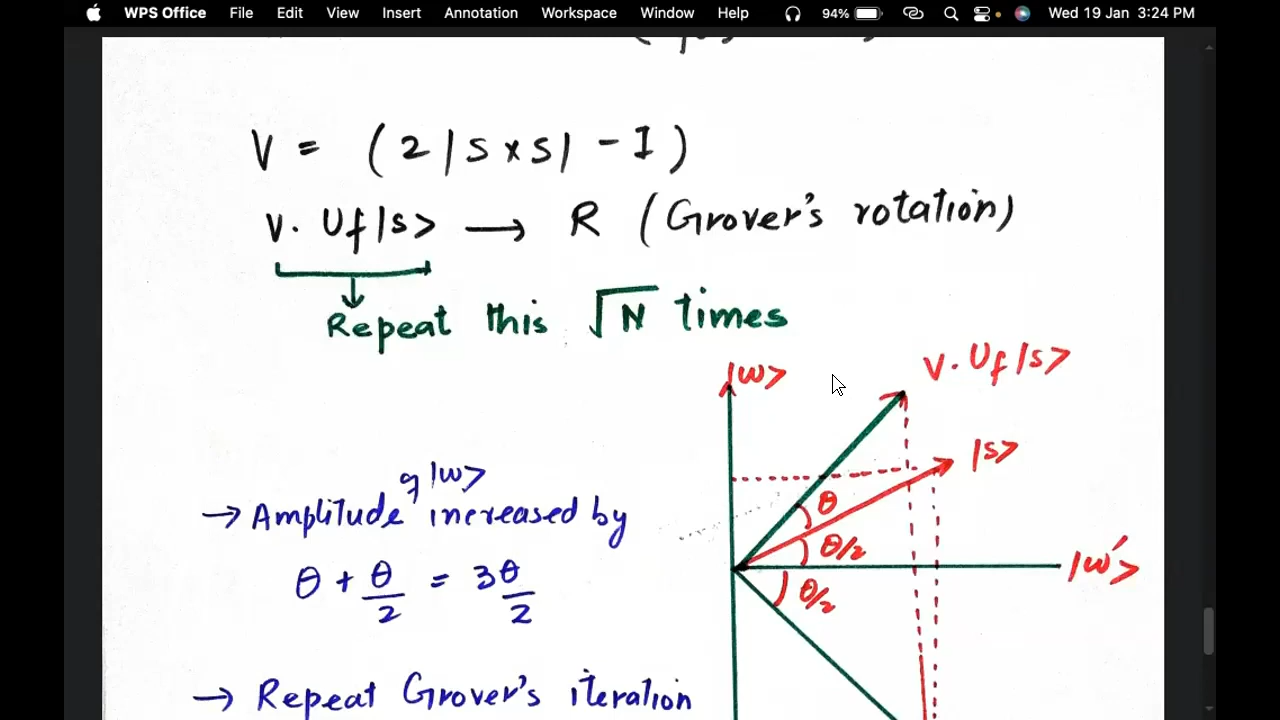 WPS Office File Edit View Insert Annotation Workspace Window Help 94% Wed 19 Jan 3:24 PM
V = (2|s×s| - I)
V. Uf|s> → R (Grover's rotation)
Repeat this √N times
|w>
V. Uf|s>
|s>
θ
θ/2
|w'>
θ/2
→ Amplitude of |w> increased by
θ + θ/2 = 3θ/2
→ Repeat Grover's iteration